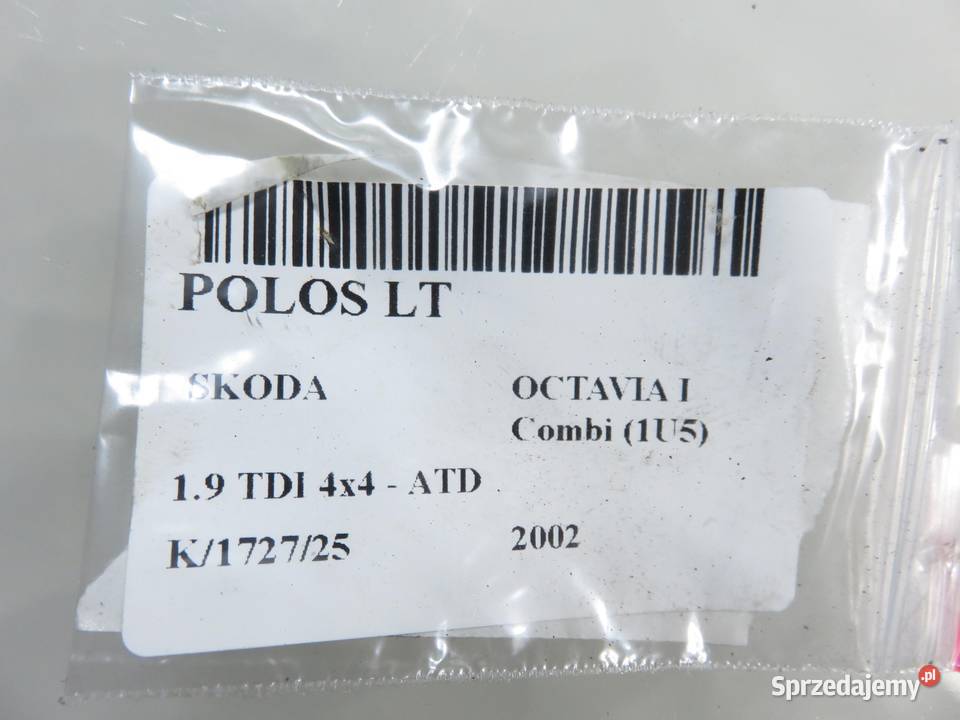 POLOS LT
SKODA
OCTAVIA I
Combi (1U5)
1.9 TDI 4x4 - ATD
K/1727/25
2002
Sprzedajemy.pl